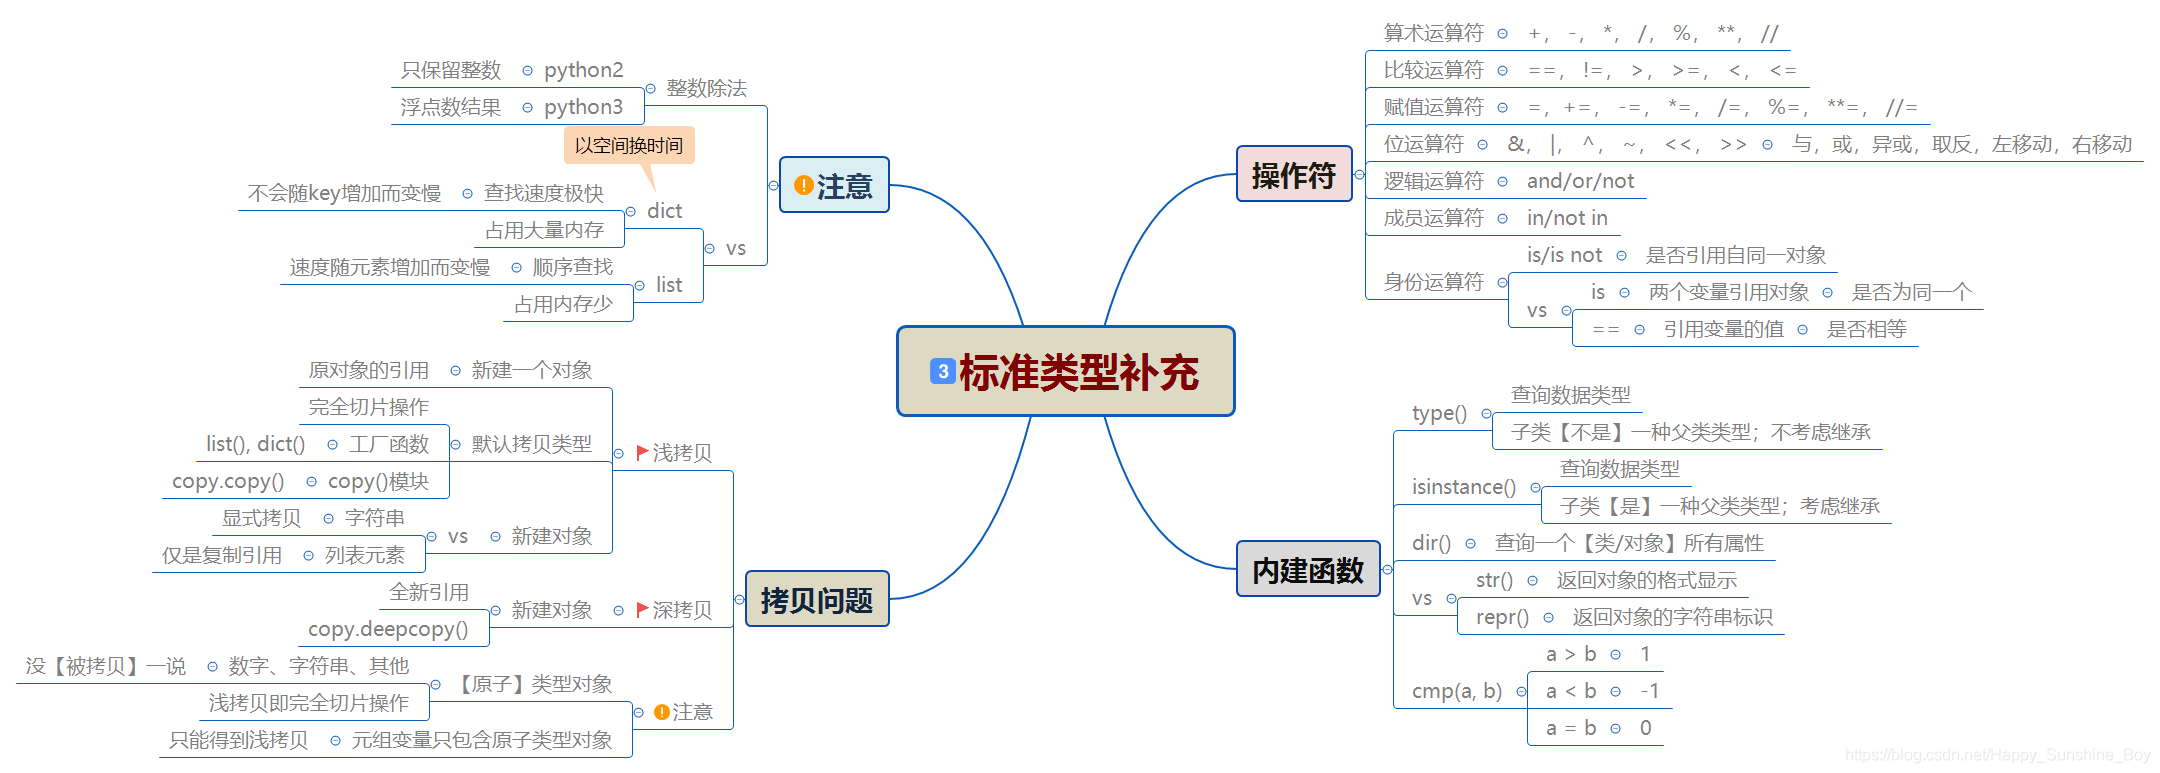 3 标准类型补充
注意
整数除法
python2
只保留整数
python3
浮点数结果
以空间换时间
vs
dict
查找速度极快
不会随key增加而变慢
占用大量内存
list
顺序查找
速度随元素增加而变慢
占用内存少
拷贝问题
浅拷贝
新建一个对象
原对象的引用
默认拷贝类型
完全切片操作
工厂函数
list(), dict()
copy()模块
copy.copy()
新建对象
vs
字符串
显式拷贝
列表元素
仅是复制引用
深拷贝
新建对象
全新引用
copy.deepcopy()
注意
【原子】类型对象
数字、字符串、其他
没【被拷贝】一说
浅拷贝即完全切片操作
元组变量只包含原子类型对象
只能得到浅拷贝
操作符
算术运算符
+， -， *， /， %， **， //
比较运算符
==， !=， >， >=， <， <=
赋值运算符
=，+=， -=， *=， /=， %=， **=， //=
位运算符
&， |， ^， ~， <<， >>
与，或，异或，取反，左移动，右移动
逻辑运算符
and/or/not
成员运算符
in/not in
身份运算符
is/is not
是否引用自同一对象
vs
is
两个变量引用对象
是否为同一个
==
引用变量的值
是否相等
内建函数
type()
查询数据类型
子类【不是】一种父类类型；不考虑继承
isinstance()
查询数据类型
子类【是】一种父类类型；考虑继承
dir()
查询一个【类/对象】所有属性
vs
str()
返回对象的格式显示
repr()
返回对象的字符串标识
cmp(a, b)
a > b
1
a < b
-1
a = b
0
https://blog.csdn.net/Happy_Sunshine_Boy